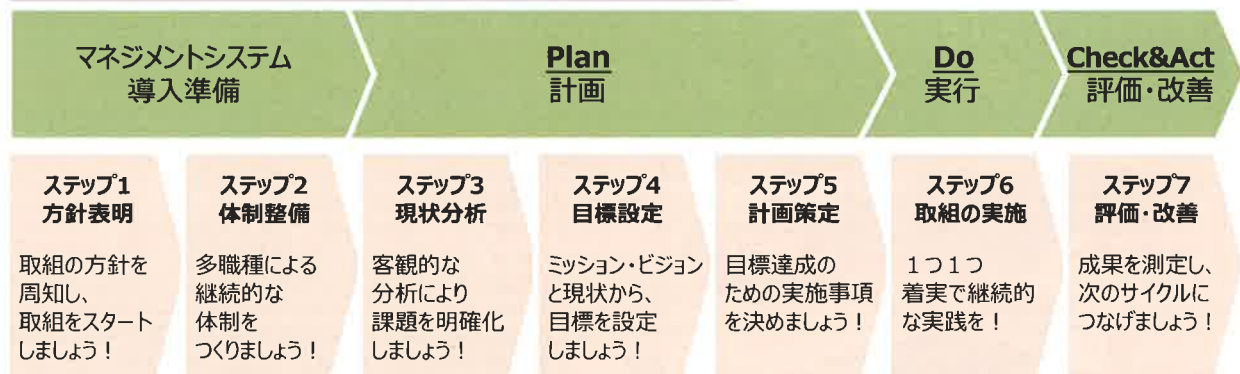 マネジメントシステム
導入準備
Plan
計画
Do
実行
Check&Act
評価・改善
ステップ1
方針表明
取組の方針を
周知し、
取組をスタート
しましょう！
ステップ2
体制整備
多職種による
継続的な
体制を
つくりましょう！
ステップ3
現状分析
客観的な
分析により
課題を明確化
しましょう！
ステップ4
目標設定
ミッション・ビジョン
と現状から、
目標を設定
しましょう！
ステップ5
計画策定
目標達成の
ための実施事項
を決めましょう！
ステップ6
取組の実施
１つ１つ
着実で継続的
な実践を！
ステップ7
評価・改善
成果を測定し、
次のサイクルに
つなげましょう！